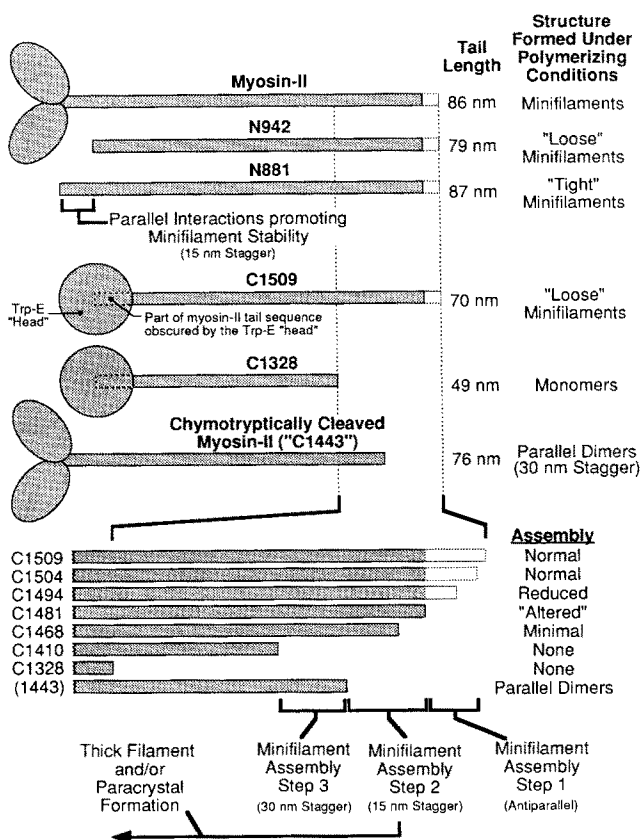 Tail Length
Structure Formed Under Polymerizing Conditions
Myosin-II
86 nm
Minifilaments
N942
79 nm
"Loose" Minifilaments
N881
87 nm
"Tight" Minifilaments
Parallel Interactions promoting
Minifilament Stability
(15 nm Stagger)
C1509
Trp-E
"Head"
Part of myosin-II tail sequence
obscured by the Trp-E "head"
70 nm
"Loose" Minifilaments
C1328
49 nm
Monomers
Chymotryptically Cleaved
Myosin-II ("C1443")
76 nm
Parallel Dimers
(30 nm Stagger)
Assembly
C1509 Normal
C1504 Normal
C1494 Reduced
C1481 "Altered"
C1468 Minimal
C1410 None
C1328 None
(1443) Parallel Dimers
Thick Filament
and/or
Paracrystal
Formation
Minifilament
Assembly
Step 3
(30 nm Stagger)
Minifilament
Assembly
Step 2
(15 nm Stagger)
Minifilament
Assembly
Step 1
(Antiparallel)